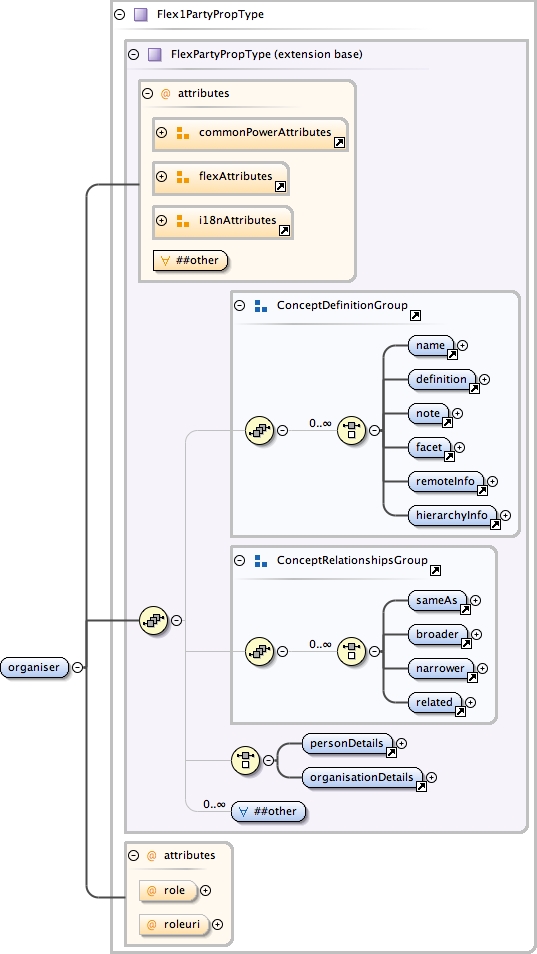 Flex1PartyPropType
FlexPartyPropType (extension base)
@ attributes
commonPowerAttributes
flexAttributes
i18nAttributes
∀ ##other
ConceptDefinitionGroup
name
definition
0..∞
note
facet
remoteInfo
hierarchyInfo
ConceptRelationshipsGroup
sameAs
broader
0..∞
narrower
related
organiser
personDetails
organisationDetails
0..∞
∀ ##other
@ attributes
@ role
@ roleuri